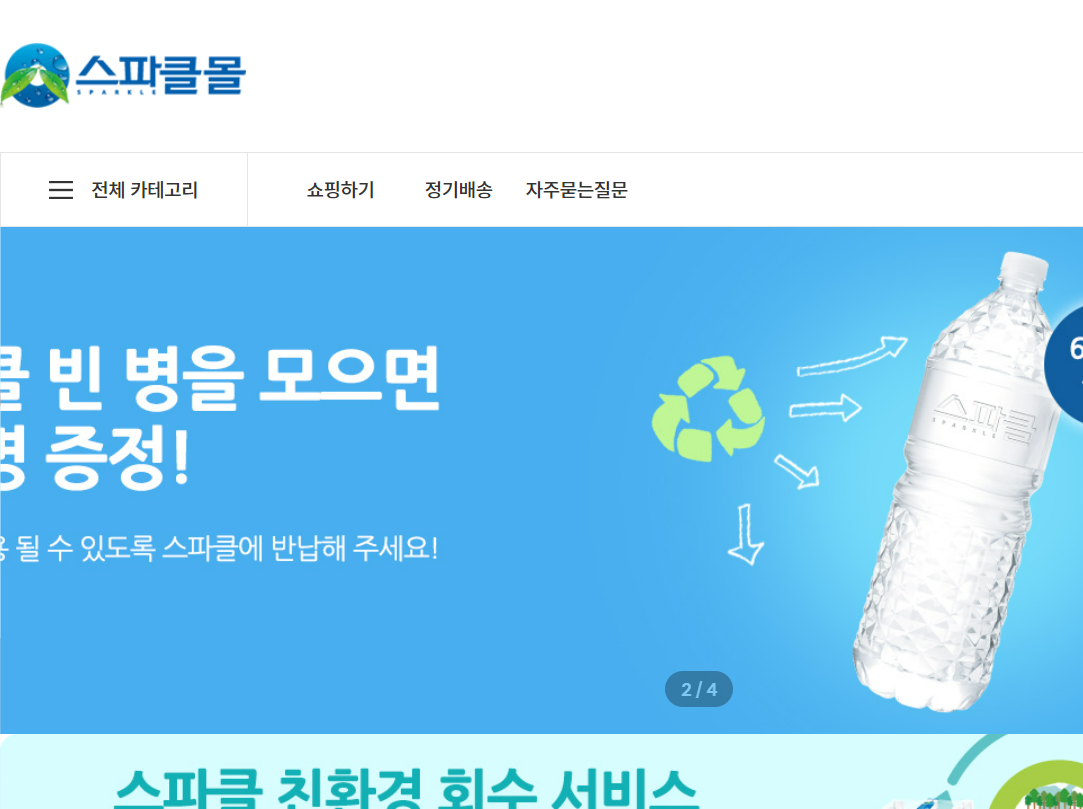 스파클몰
SPARKLE
전체 카테고리
쇼핑하기
정기배송
자주묻는질문
빈 병을 모으면
증정!
될 수 있도록 스파클에 반납해 주세요!
스파클
SPARKLE
6
2 / 4
스파클 친환경 회수 서비스